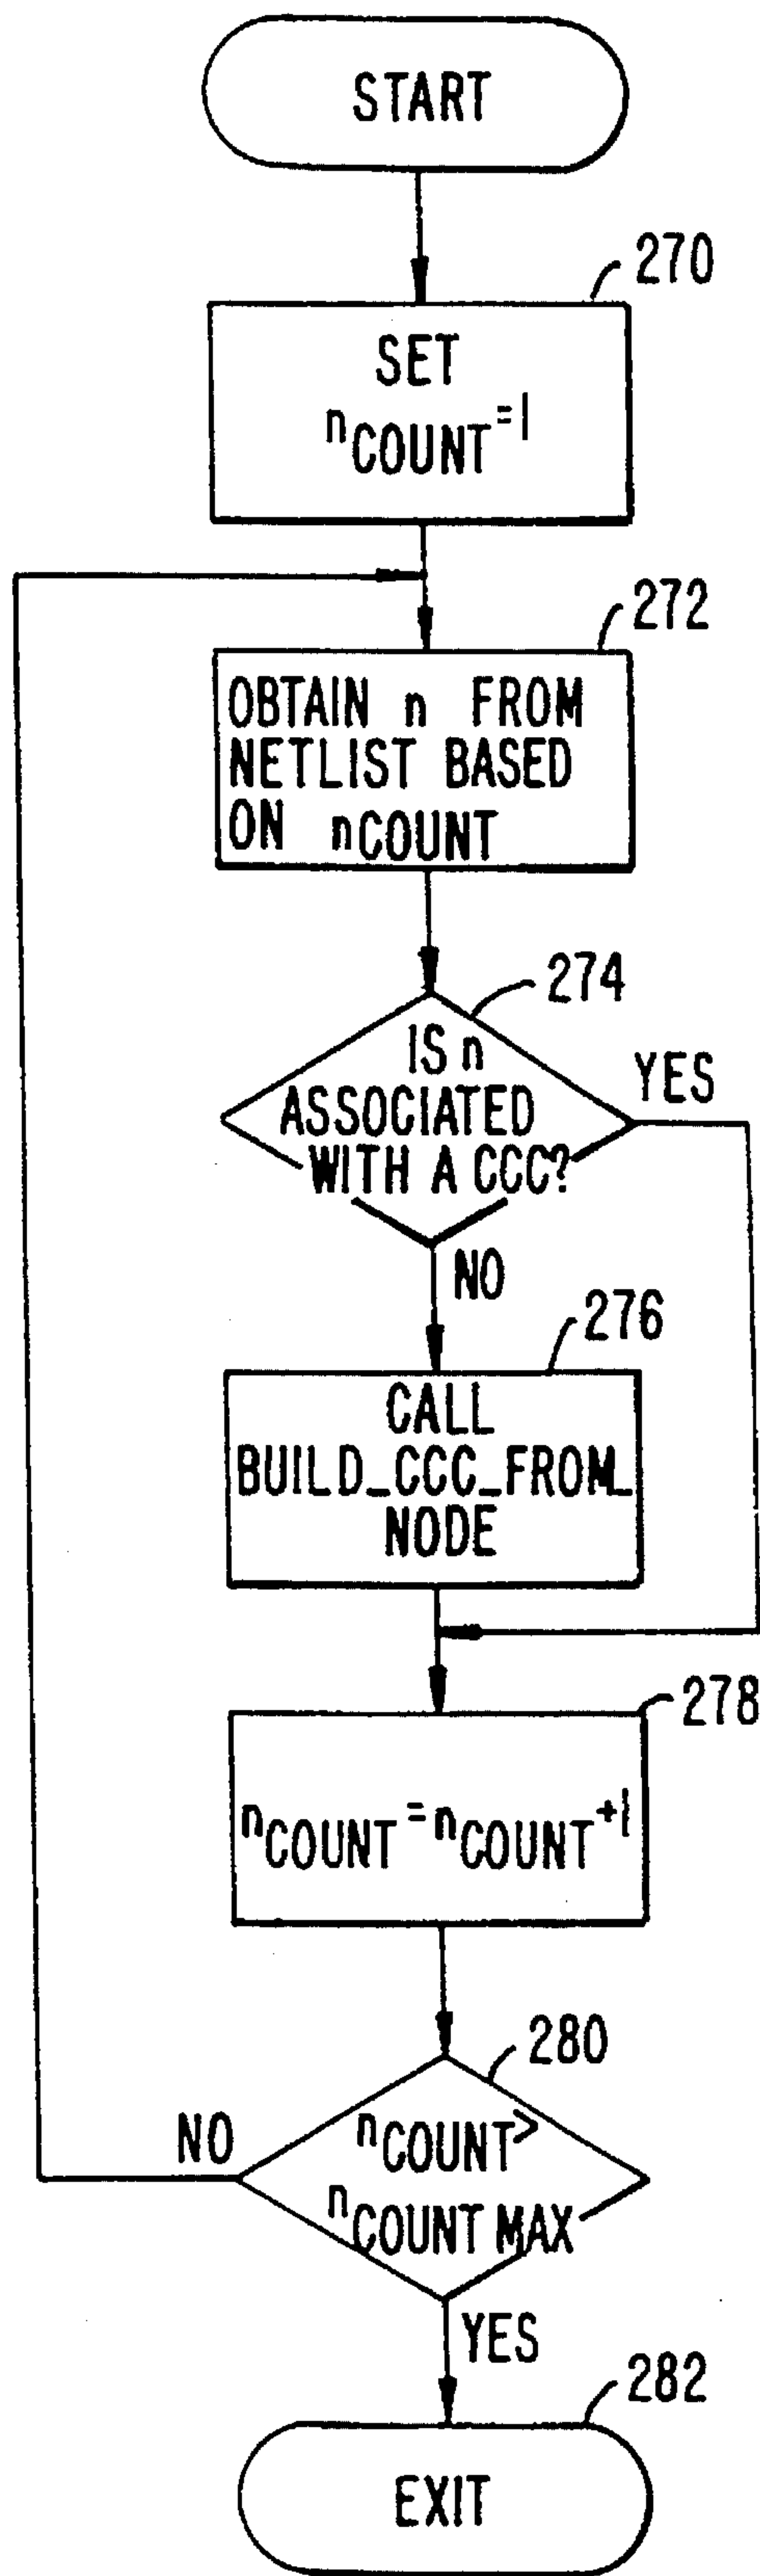 START
270
SET
nCOUNT=1
272
OBTAIN n FROM
NETLIST BASED
ON nCOUNT
274
IS n
ASSOCIATED
WITH A CCC?
YES
NO
276
CALL
BUILD_CCC_FROM_
NODE
278
nCOUNT=nCOUNT+1
280
nCOUNT>
nCOUNT MAX
NO
YES
282
EXIT